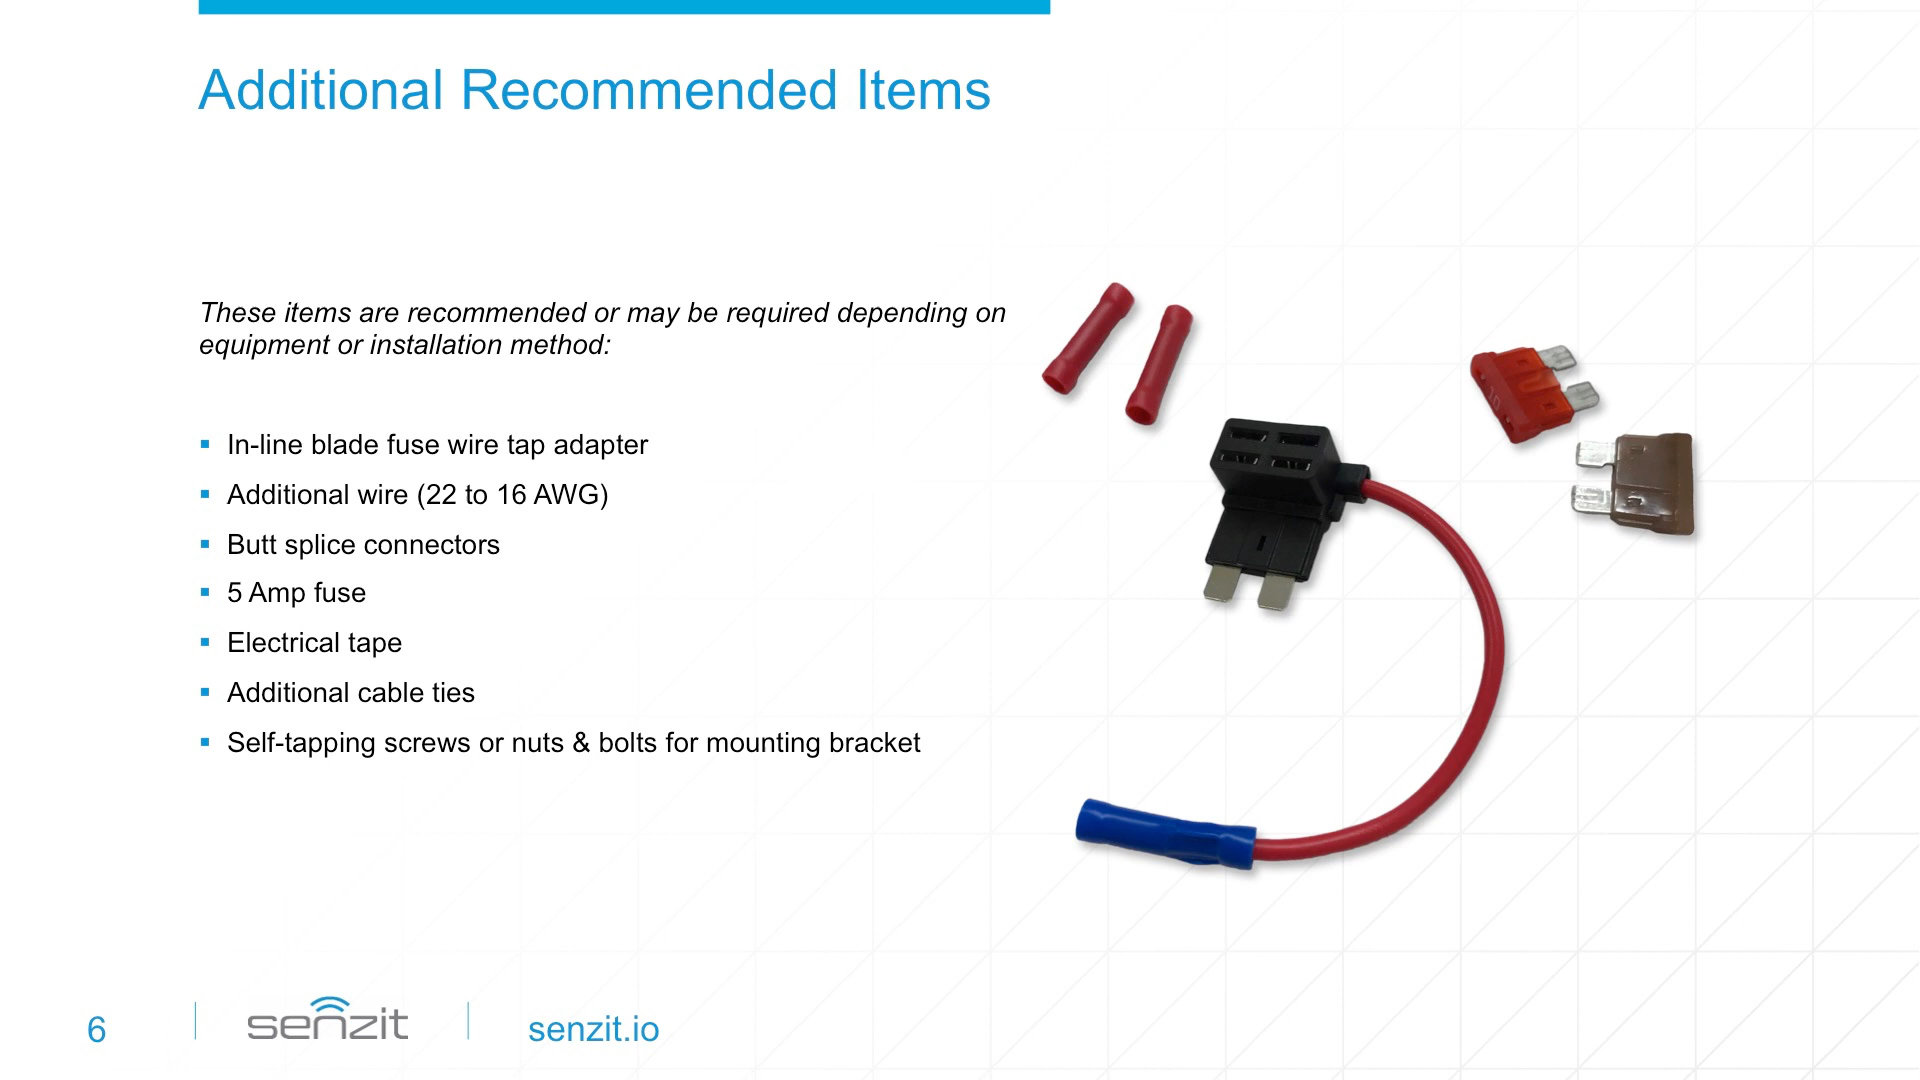 Additional Recommended Items
These items are recommended or may be required depending on
equipment or installation method:
In-line blade fuse wire tap adapter
Additional wire (22 to 16 AWG)
Butt splice connectors
5 Amp fuse
Electrical tape
Additional cable ties
Self-tapping screws or nuts & bolts for mounting bracket
10
6
senzit
senzit.io